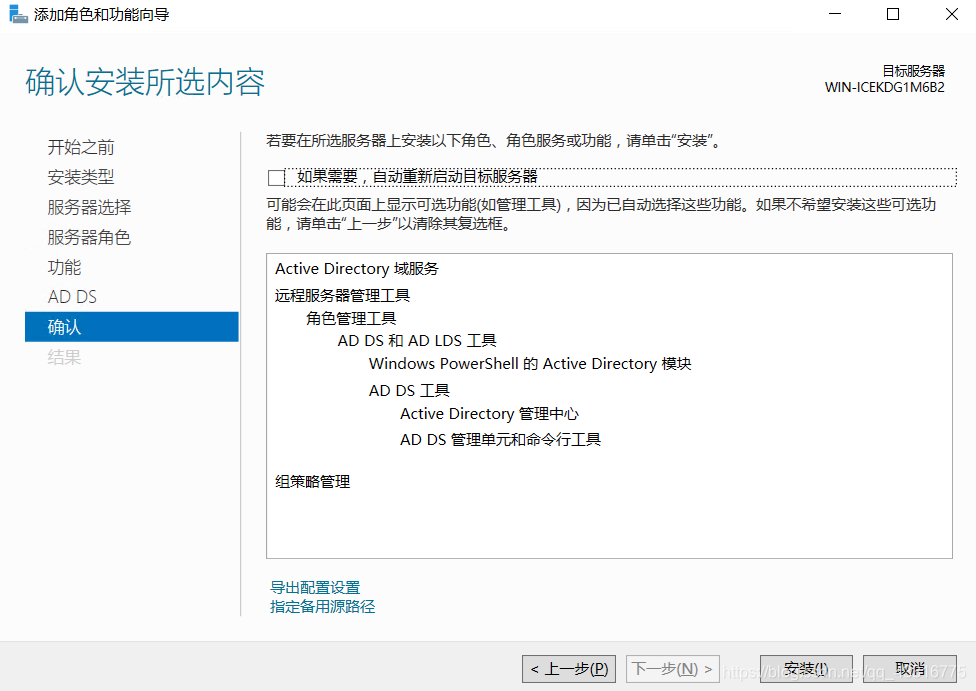 添加角色和功能向导
确认安装所选内容
目标服务器
WIN-ICEKDG1M6B2
开始之前
安装类型
服务器选择
服务器角色
功能
AD DS
确认
结果
若要在所选服务器上安装以下角色、角色服务或功能，请单击“安装”。
如果需要，自动重新启动目标服务器
可能会在此页面上显示可选功能(如管理工具)，因为已自动选择这些功能。如果不希望安装这些可选功
能，请单击“上一步”以清除其复选框。
Active Directory 域服务
远程服务器管理工具
角色管理工具
AD DS 和 AD LDS 工具
Windows PowerShell 的 Active Directory 模块
AD DS 工具
Active Directory 管理中心
AD DS 管理单元和命令行工具
组策略管理
导出配置设置
指定备用源路径
< 上一步(P) 下一步(N) > 安装(I) 取消